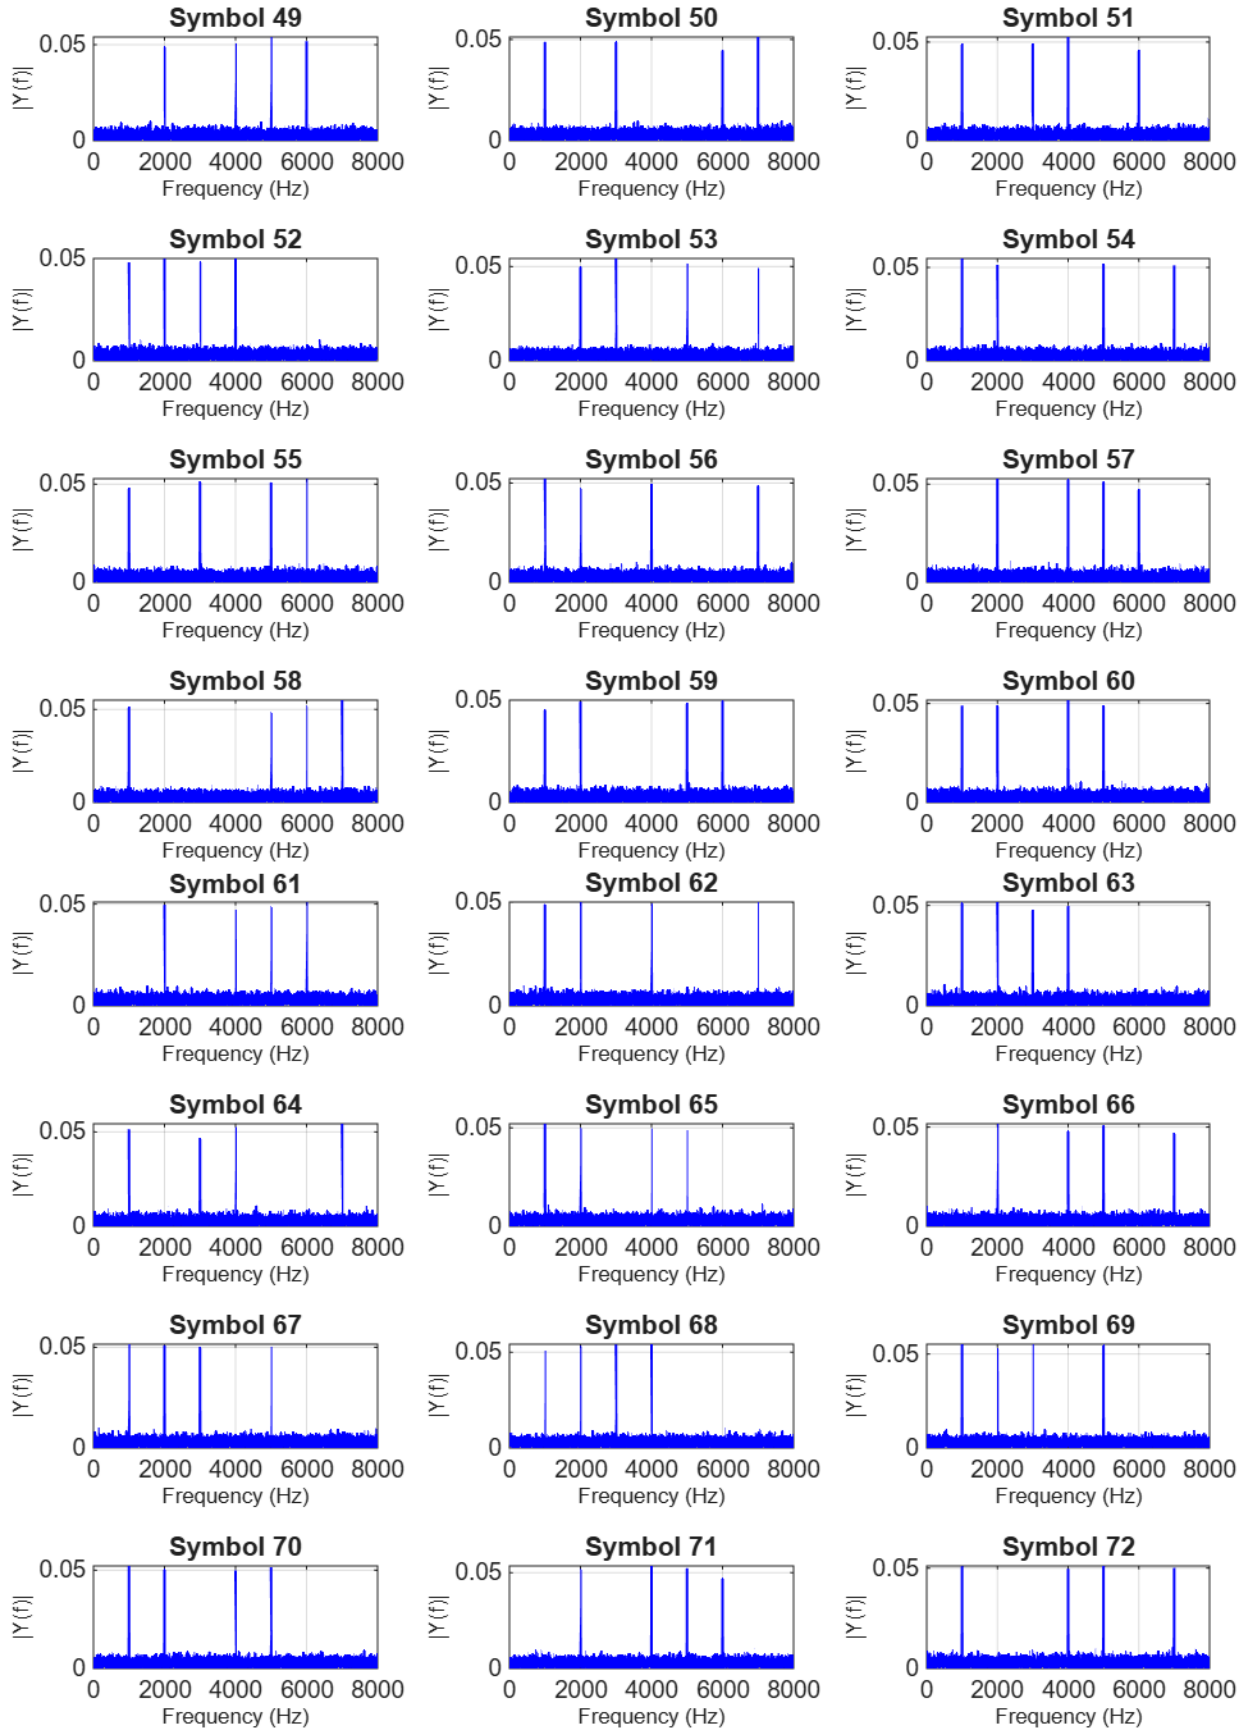 Symbol 49 Symbol 50 Symbol 51
0.05 0.05 0.05
|Y(f)| |Y(f)| |Y(f)|
0 0 0
0 2000 4000 6000 8000 0 2000 4000 6000 8000 0 2000 4000 6000 8000
Frequency (Hz) Frequency (Hz) Frequency (Hz)
Symbol 52 Symbol 53 Symbol 54
0.05 0.05 0.05
|Y(f)| |Y(f)| |Y(f)|
0 0 0
0 2000 4000 6000 8000 0 2000 4000 6000 8000 0 2000 4000 6000 8000
Frequency (Hz) Frequency (Hz) Frequency (Hz)
Symbol 55 Symbol 56 Symbol 57
0.05 0.05 0.05
|Y(f)| |Y(f)| |Y(f)|
0 0 0
0 2000 4000 6000 8000 0 2000 4000 6000 8000 0 2000 4000 6000 8000
Frequency (Hz) Frequency (Hz) Frequency (Hz)
Symbol 58 Symbol 59 Symbol 60
0.05 0.05 0.05
|Y(f)| |Y(f)| |Y(f)|
0 0 0
0 2000 4000 6000 8000 0 2000 4000 6000 8000 0 2000 4000 6000 8000
Frequency (Hz) Frequency (Hz) Frequency (Hz)
Symbol 61 Symbol 62 Symbol 63
0.05 0.05 0.05
|Y(f)| |Y(f)| |Y(f)|
0 0 0
0 2000 4000 6000 8000 0 2000 4000 6000 8000 0 2000 4000 6000 8000
Frequency (Hz) Frequency (Hz) Frequency (Hz)
Symbol 64 Symbol 65 Symbol 66
0.05 0.05 0.05
|Y(f)| |Y(f)| |Y(f)|
0 0 0
0 2000 4000 6000 8000 0 2000 4000 6000 8000 0 2000 4000 6000 8000
Frequency (Hz) Frequency (Hz) Frequency (Hz)
Symbol 67 Symbol 68 Symbol 69
0.05 0.05 0.05
|Y(f)| |Y(f)| |Y(f)|
0 0 0
0 2000 4000 6000 8000 0 2000 4000 6000 8000 0 2000 4000 6000 8000
Frequency (Hz) Frequency (Hz) Frequency (Hz)
Symbol 70 Symbol 71 Symbol 72
0.05 0.05 0.05
|Y(f)| |Y(f)| |Y(f)|
0 0 0
0 2000 4000 6000 8000 0 2000 4000 6000 8000 0 2000 4000 6000 8000
Frequency (Hz) Frequency (Hz) Frequency (Hz)